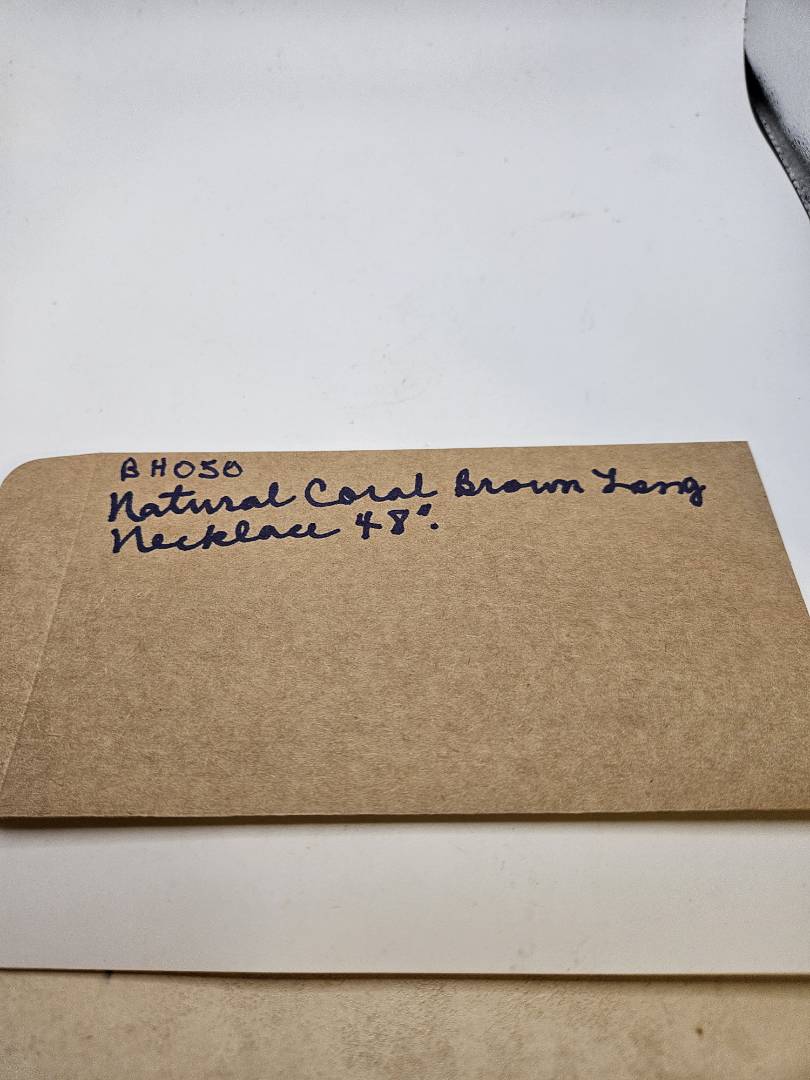 BH050
Natural Coral Brown Long
Necklace 48".